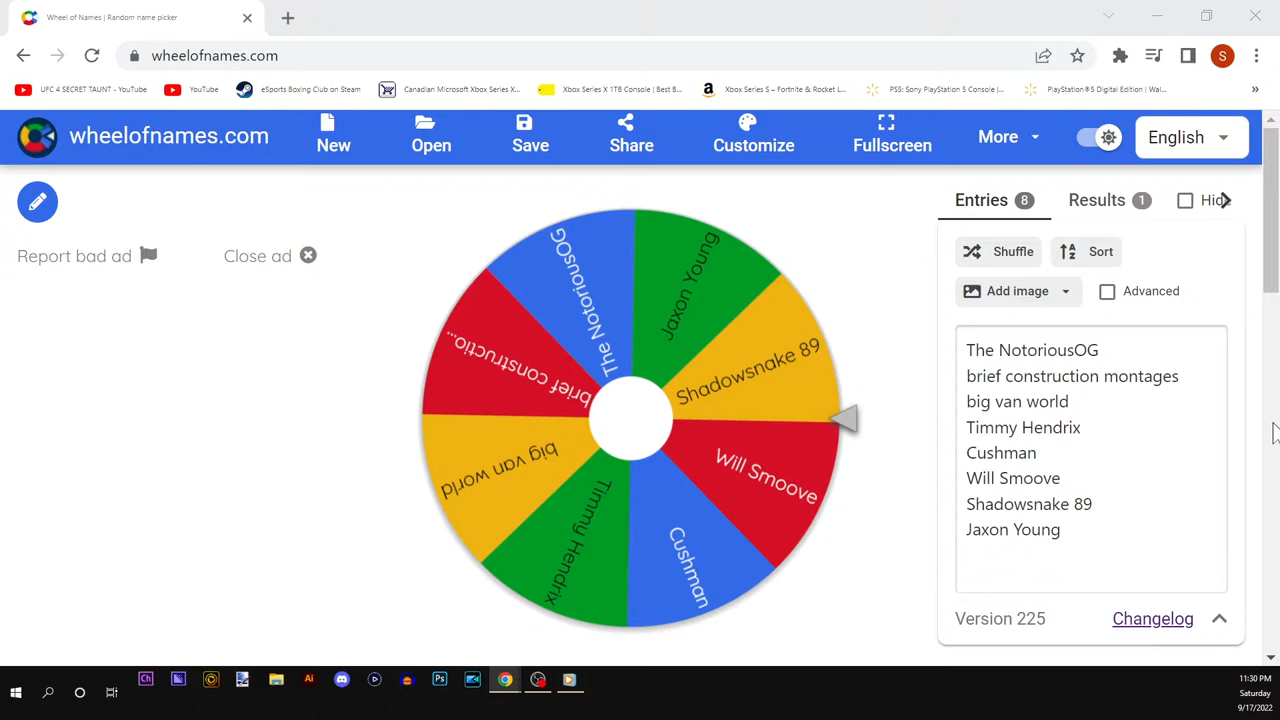 Wheel of Names | Random name picker
wheelofnames.com
UFC 4 SECRET TAUNT - YouTube
YouTube
eSports Boxing Club on Steam
Canadian Microsoft Xbox Series X...
Xbox Series X 1TB Console | Best B...
Xbox Series S – Fortnite & Rocket L...
PS5: Sony PlayStation 5 Console |...
PlayStation®5 Digital Edition | Wal...
»
S
wheelofnames.com
New
Open
Save
Share
Customize
Fullscreen
More
English
Report bad ad
Close ad
Entries 8
Results 1
Shuffle
Sort
Add image
Advanced
The NotoriousOG
brief construction montages
big van world
Timmy Hendrix
Cushman
Will Smoove
Shadowsnake 89
Jaxon Young
Version 225
Changelog
The NotoriousOG
Jaxon Young
Shadowsnake 89
Will Smoove
Cushman
Timmy Hendrix
big van world
brief constructio...
Ch
Ai
Ps
11:30 PM
Saturday
9/17/2022